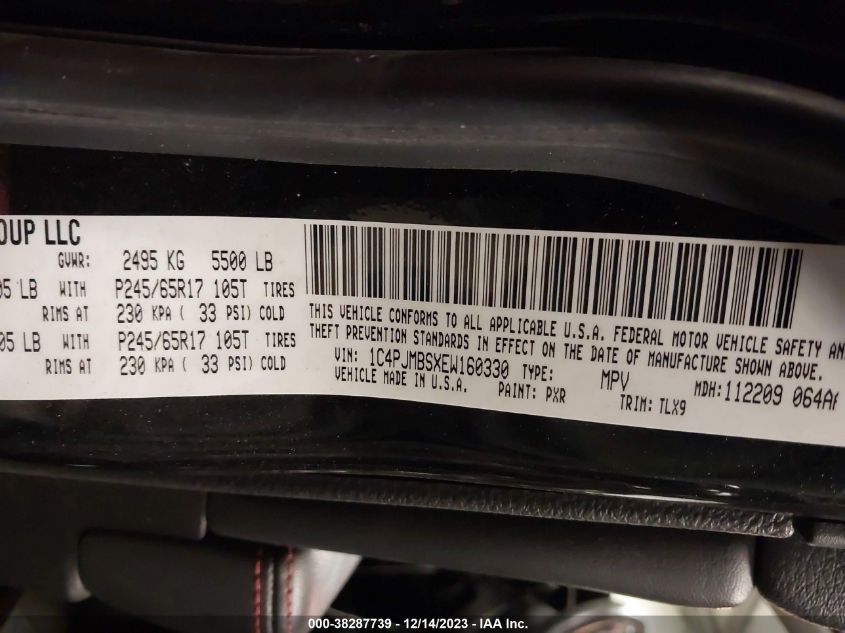 OUP LLC
GVWR: 2495 KG 5500 LB
05 LB WITH P245/65R17 105T TIRES
RIMS AT 230 KPA ( 33 PSI) COLD
05 LB WITH P245/65R17 105T TIRES
RIMS AT 230 KPA ( 33 PSI) COLD
THIS VEHICLE CONFORMS TO ALL APPLICABLE U.S.A. FEDERAL MOTOR VEHICLE SAFETY AN
THEFT PREVENTION STANDARDS IN EFFECT ON THE DATE OF MANUFACTURE SHOWN ABOVE.
VIN: 1C4PJMBSXEW160330 TYPE: MPV MDH:112209 064A
VEHICLE MADE IN U.S.A. PAINT: PXR TRIM: TLX9
000-38287739 - 12/14/2023 - IAA Inc.